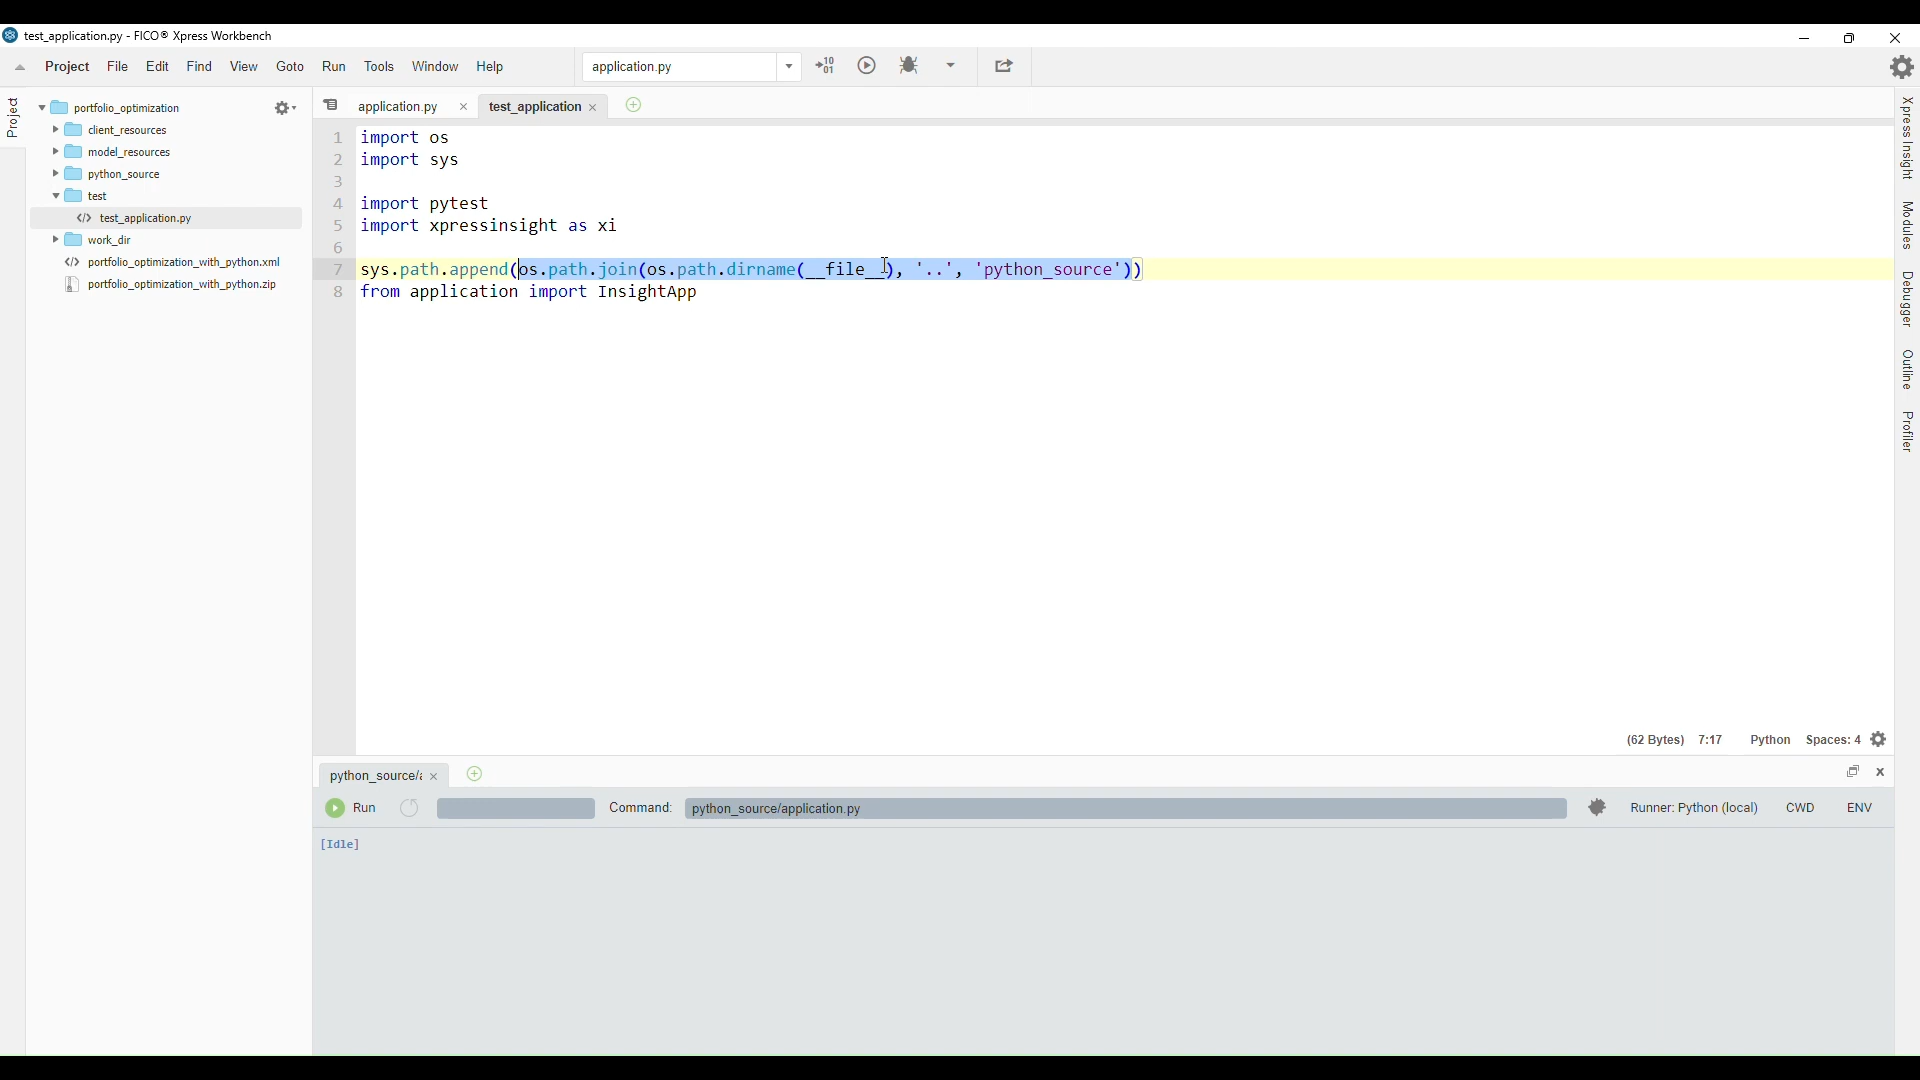 test_application.py - FICO® Xpress Workbench
Project File Edit Find View Goto Run Tools Window Help
application.py
10
01
Project
portfolio_optimization
client_resources
model_resources
python_source
test
test_application.py
work_dir
portfolio_optimization_with_python.xml
portfolio_optimization_with_python.zip
application.py
test_application
1 import os
2 import sys
3
4 import pytest
5 import xpressinsight as xi
6
7 sys.path.append(os.path.join(os.path.dirname(__file__), '..', 'python_source'))
8 from application import InsightApp
(62 Bytes) 7:17 Python Spaces: 4
python_source/a
Run Command: python_source/application.py Runner: Python (local) CWD ENV
[Idle]
Xpress Insight
Modules
Debugger
Outline
Profiler